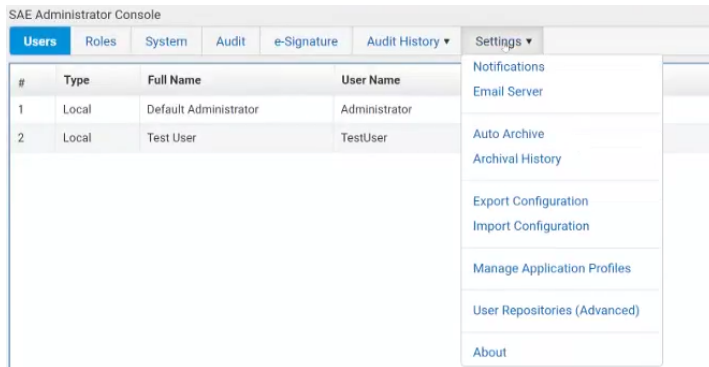 SAE Administrator Console
Users Roles System Audit e-Signature Audit History ▾ Settings ▾
# Type Full Name User Name
1 Local Default Administrator Administrator
2 Local Test User TestUser
Notifications
Email Server
Auto Archive
Archival History
Export Configuration
Import Configuration
Manage Application Profiles
User Repositories (Advanced)
About